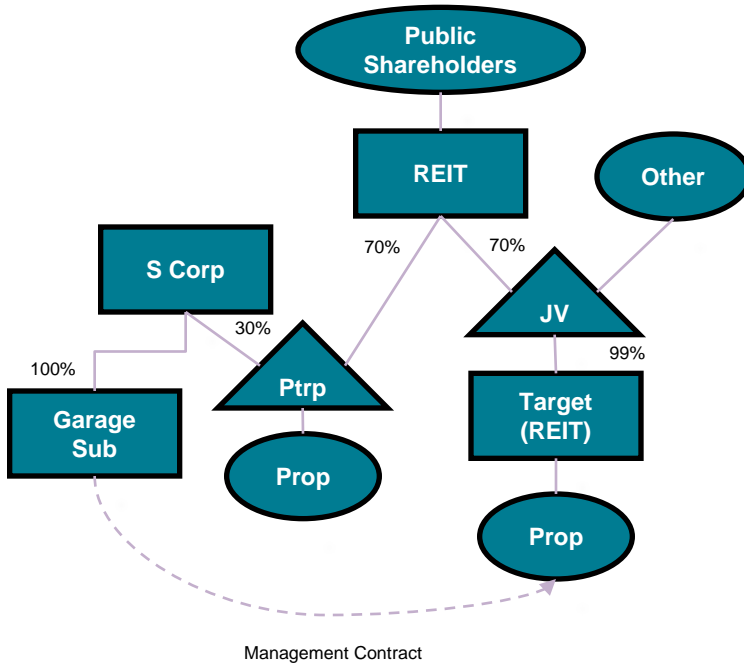 Public
Shareholders
REIT
Other
70%
70%
S Corp
30%
JV
100%
99%
Ptrp
Target
(REIT)
Garage
Sub
Prop
Prop
Management Contract